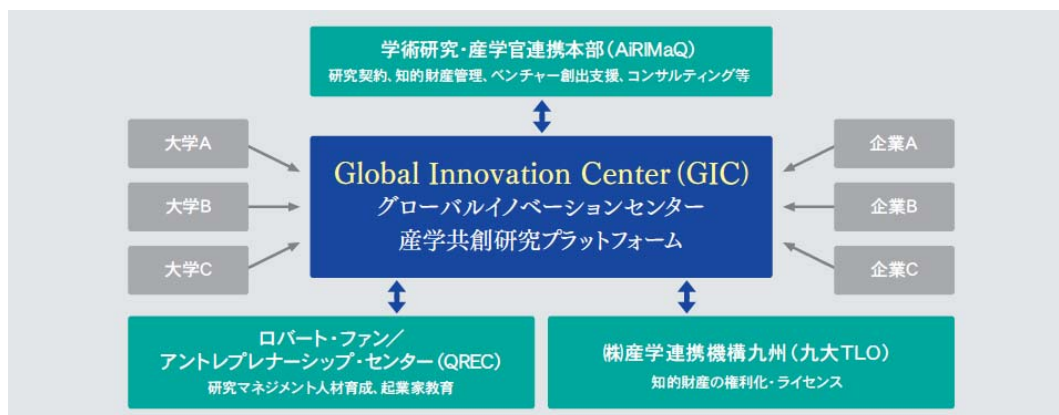 学術研究・産学官連携本部(AiRIMaQ)
研究契約、知的財産管理、ベンチャー創出支援、コンサルティング等
大学A
大学B
大学C
Global Innovation Center(GIC)
グローバルイノベーションセンター
産学共創研究プラットフォーム
企業A
企業B
企業C
ロバート・ファン/
アントレプレナーシップ・センター(QREC)
研究マネジメント人材育成、起業家教育
㈱産学連携機構九州(九大TLO)
知的財産の権利化・ライセンス